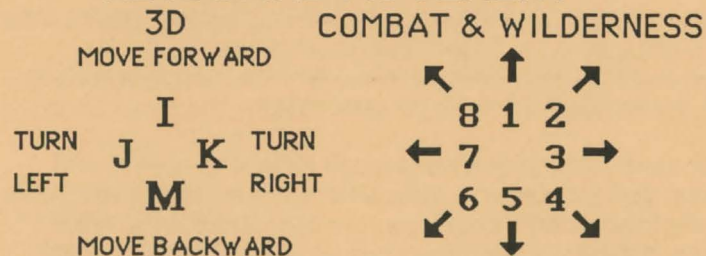 3D
MOVE FORWARD
I
TURN LEFT J K TURN RIGHT
M
MOVE BACKWARD
COMBAT & WILDERNESS
8 1 2
7 3
6 5 4